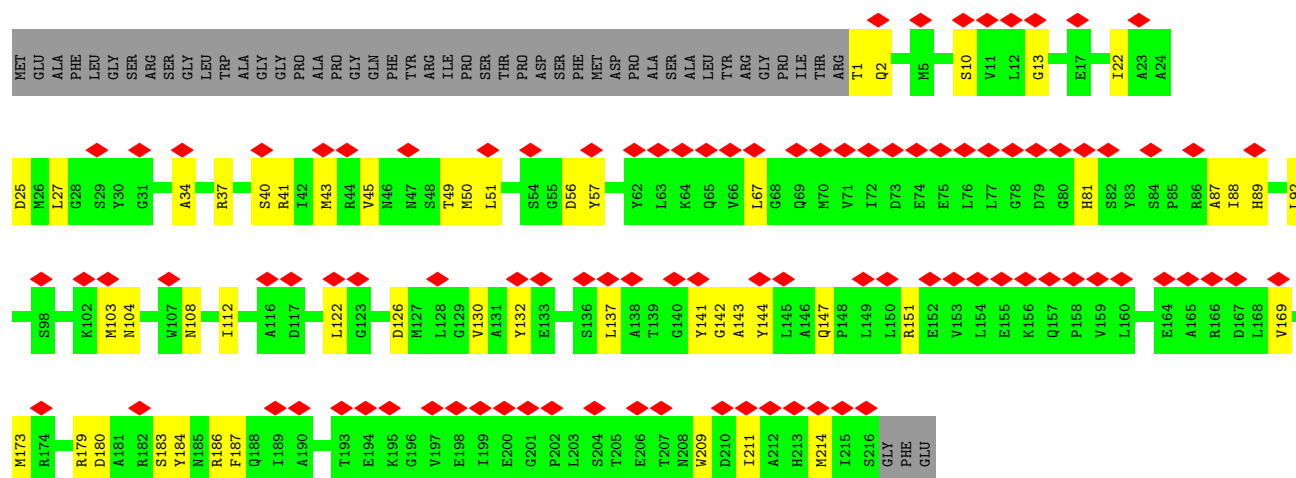 MET GLU ALA PHE LEU GLY SER ARG SER GLY LEU TRP ALA GLY GLY PRO ALA PRO GLY GLN PHE TYR ARG ILE PRO SER THR PRO ASP SER PHE MET ASP PRO ALA SER ALA LEU TYR ARG GLY PRO ILE THR ARG T1 Q2 M5 S10 V11 L12 G13 E17 I22 A23 A24
D25 M26 L27 G28 S29 Y30 G31 A34 R37 S40 R41 I42 M43 R44 V45 N46 N47 S48 T49 M50 L51 S54 G55 D56 Y57 Y62 L63 K64 Q65 V66 L67 G68 Q69 M70 V71 I72 D73 E74 E75 L76 L77 G78 D79 G80 H81 S82 Y83 S84 P85 R86 A87 I88 H89
S98 K102 M103 N104 W107 N108 I112 A116 D117 L122 G123 D126 M127 L128 G129 V130 A131 Y132 E133 S136 L137 A138 T139 G140 Y141 G142 A143 Y144 L145 A146 Q147 P148 L149 L150 R151 E152 V153 L154 E155 K156 Q157 P158 V159 L160 E164 A165 R166 D167 L168 V169
M173 R174 R179 D180 A181 R182 S183 Y184 N185 R186 F187 Q188 I189 A190 T193 E194 K195 G196 V197 E198 I199 E200 G201 P202 L203 S204 T205 E206 T207 N208 W209 D210 I211 A212 H213 M214 I215 S216 GLY PHE GLU